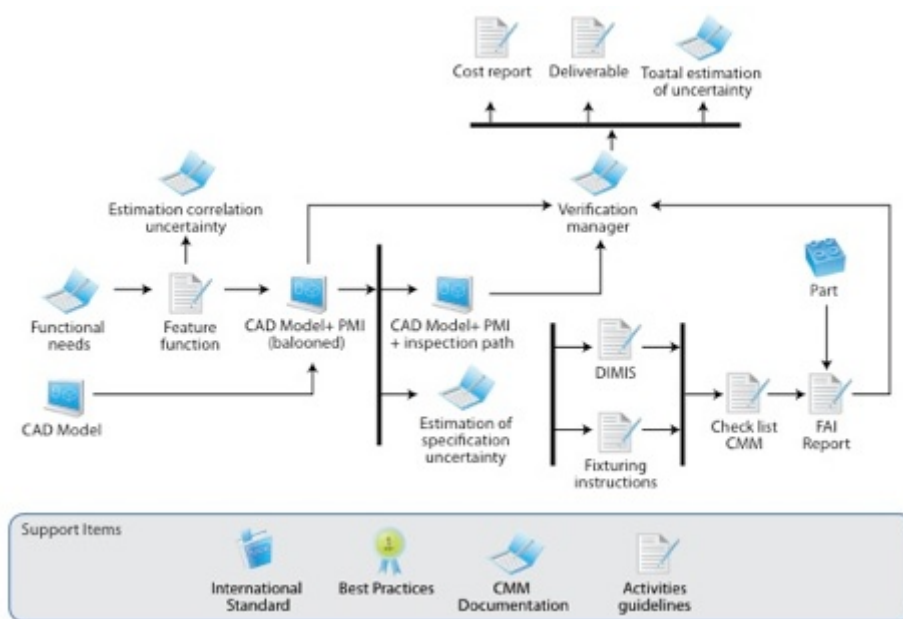 Cost report
Deliverable
Toatal estimation
of uncertainty
Estimation correlation
uncertainty
Verification
manager
Part
Functional
needs
Feature
function
CAD Model+ PMI
(balooned)
CAD Model+ PMI
+ inspection path
DIMIS
CAD Model
Estimation of
specification
uncertainty
Fixturing
instructions
Check list
CMM
FAI
Report
Support Items
International
Standard
Best Practices
CMM
Documentation
Activities
guidelines